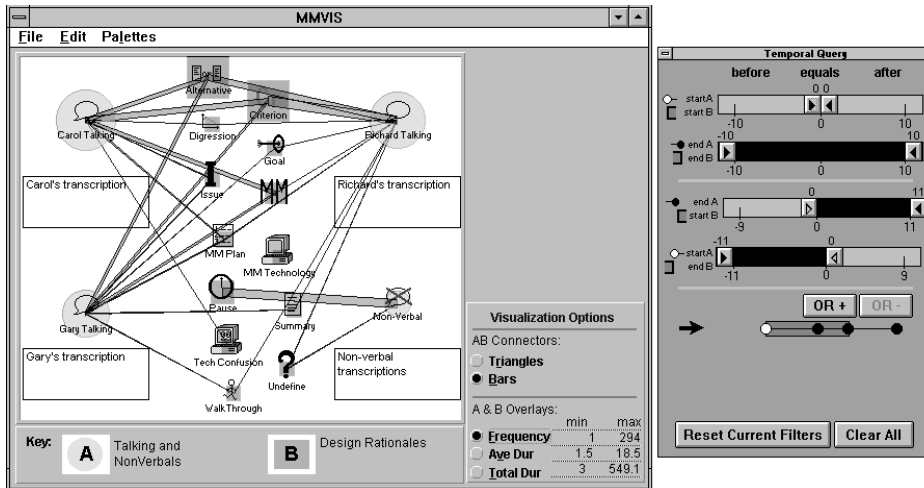 MMVIS
File Edit Palettes
Alternative
Criterion
Carol Talking
Digression
Richard Talking
Goal
Carol's transcription
Issue
MM
Richard's transcription
MM Plan
MM Technology
Pause
Gary Talking
Summary
Non-Verbal
Gary's transcription
Tech Confusion
Undefine
Non-verbal
transcriptions
WalkThrough
Key:
A
Talking and
NonVerbals
B
Design Rationales
Visualization Options
AB Connectors:
Triangles
Bars
A & B Overlays:
min max
Frequency 1 294
Ave Dur 1.5 18.5
Total Dur 3 549.1
Temporal Query
before equals after
0 0
startA
start B
-10 0 10
-10 10
end A
end B
-10 0 10
0 11
end A
start B
-9 0 11
-11 0
startA
end B
-11 0 9
OR + OR -
Reset Current Filters Clear All